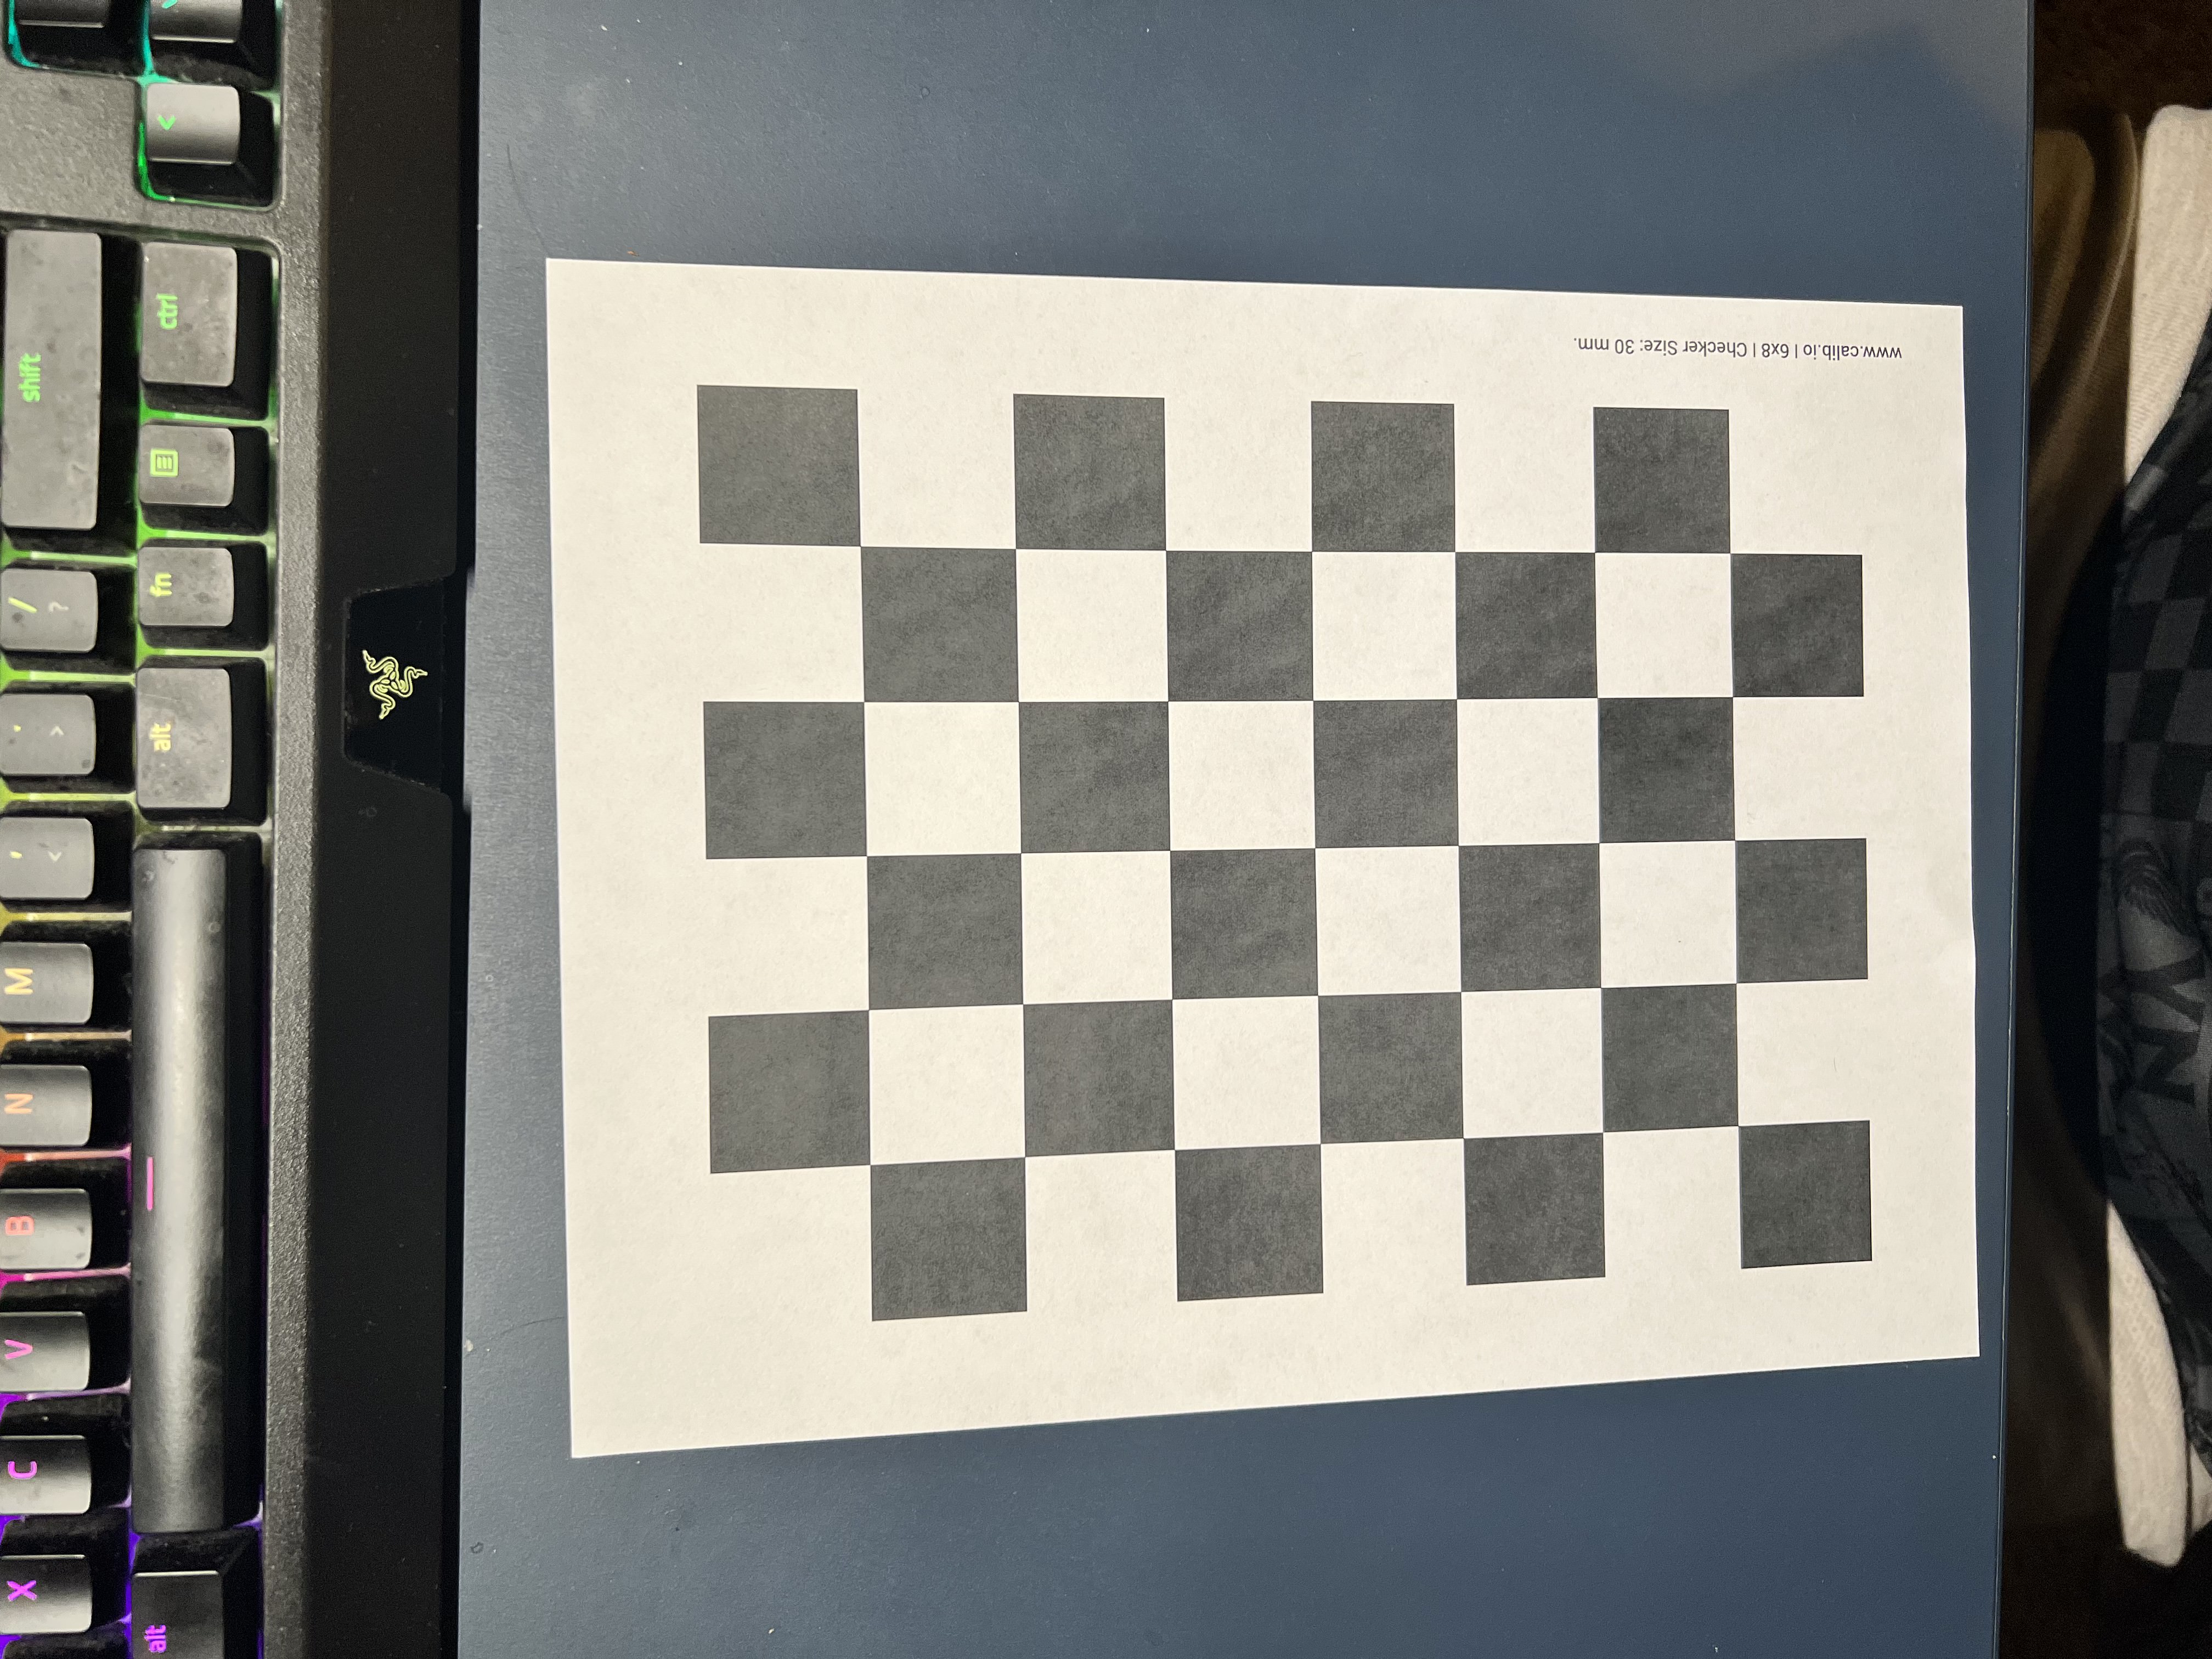 X C V B N M , < . > / ? shift
alt alt fn ctrl <
www.calib.io | 6x8 | Checker Size: 30 mm.